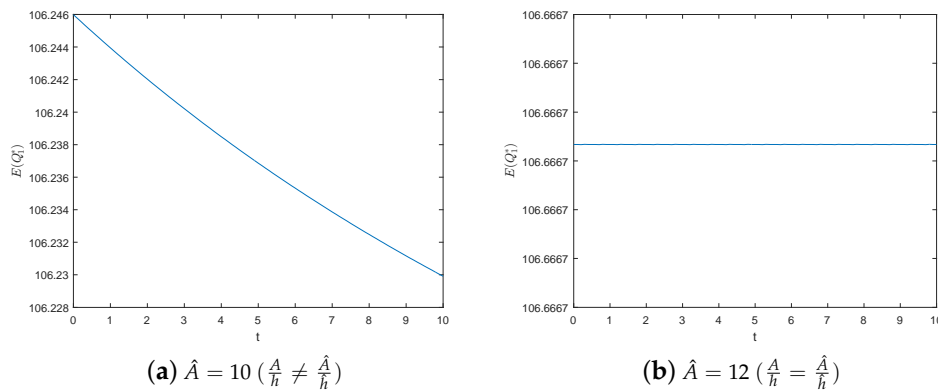 106.246
106.244
106.242
106.24
106.238
106.236
106.234
106.232
106.23
106.228
E(Q₁*)
0 1 2 3 4 5 6 7 8 9 10
t
(a) Â = 10 (A/h ≠ Â/ĥ)
106.6667
106.6667
106.6667
106.6667
106.6667
106.6667
106.6667
E(Q₁*)
0 1 2 3 4 5 6 7 8 9 10
t
(b) Â = 12 (A/h = Â/ĥ)